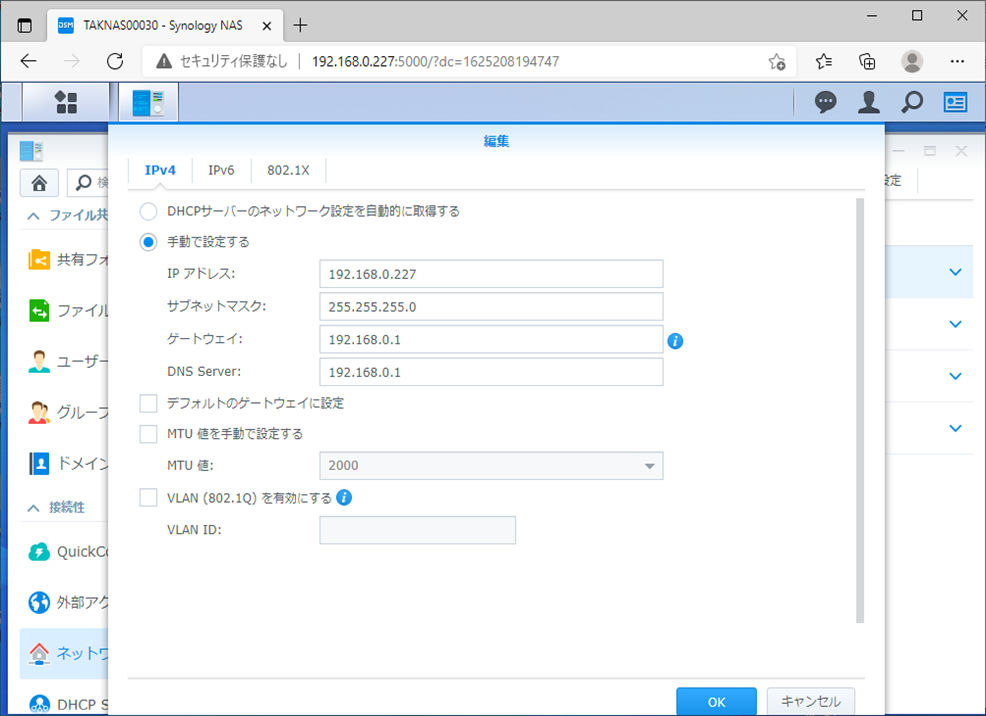 TAKNAS00030 - Synology NAS
セキュリティ保護なし 192.168.0.227:5000/?dc=1625208194747
編集
IPv4 IPv6 802.1X
検
設定
DHCPサーバーのネットワーク設定を自動的に取得する
ファイル共
手動で設定する
共有フォ
IP アドレス: 192.168.0.227
サブネットマスク: 255.255.255.0
ファイル
ゲートウェイ: 192.168.0.1
ユーザー
DNS Server: 192.168.0.1
デフォルトのゲートウェイに設定
グループ
MTU 値を手動で設定する
ドメイン
MTU 値: 2000
VLAN (802.1Q) を有効にする
接続性
VLAN ID:
QuickCo
外部アク
ネットワ
DHCP S
OK キャンセル